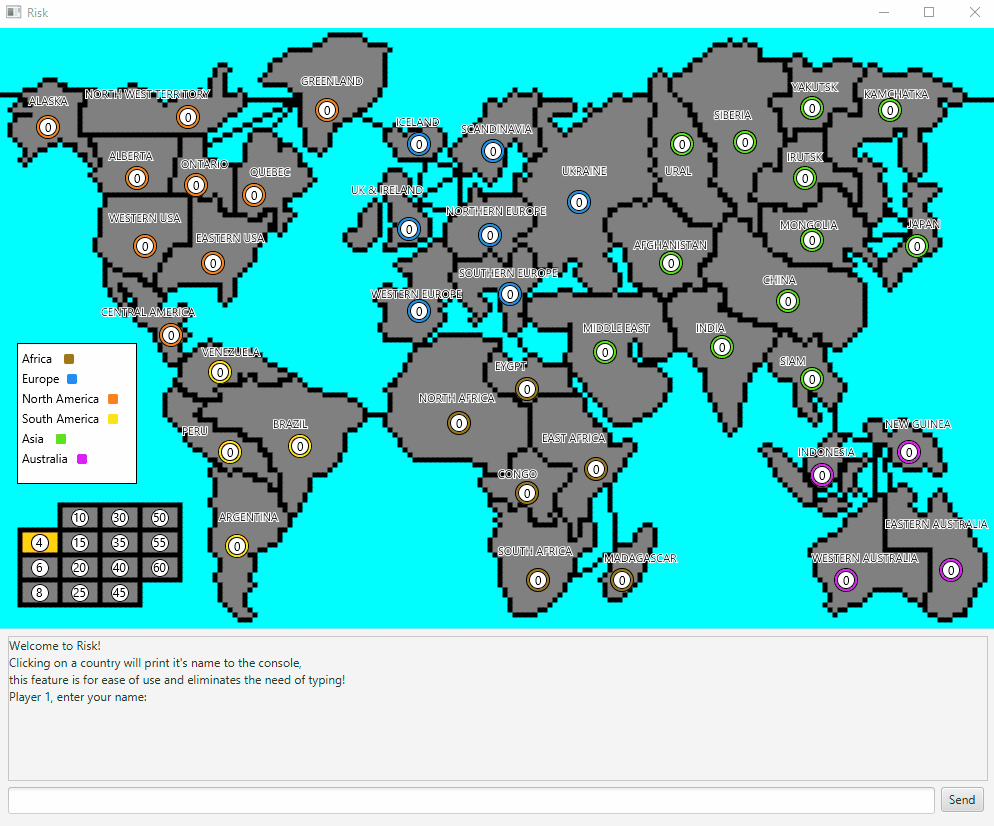 Risk
GREENLAND
0
ALASKA
0
NORTH WEST TERRITORY
0
ICELAND
0
SCANDINAVIA
0
SIBERIA
0
YAKUTSK
0
KAMCHATKA
0
ALBERTA
0
ONTARIO
0
QUEBEC
0
UK & IRELAND
0
UKRAINE
0
URAL
0
IRUTSK
0
WESTERN USA
0
EASTERN USA
0
NORTHERN EUROPE
0
MONGOLIA
0
JAPAN
0
AFGHANISTAN
0
SOUTHERN EUROPE
0
WESTERN EUROPE
0
CHINA
0
CENTRAL AMERICA
0
MIDDLE EAST
0
INDIA
0
SIAM
0
VENEZUELA
0
EYGPT
0
NORTH AFRICA
0
Africa
Europe
North America
South America
Asia
Australia
PERU
0
BRAZIL
0
EAST AFRICA
0
CONGO
0
NEW GUINEA
0
INDONESIA
0
ARGENTINA
0
SOUTH AFRICA
0
MADAGASCAR
0
EASTERN AUSTRALIA
0
WESTERN AUSTRALIA
0
10 30 50
4 15 35 55
6 20 40 60
8 25 45
Welcome to Risk!
Clicking on a country will print it's name to the console,
this feature is for ease of use and eliminates the need of typing!
Player 1, enter your name:
Send